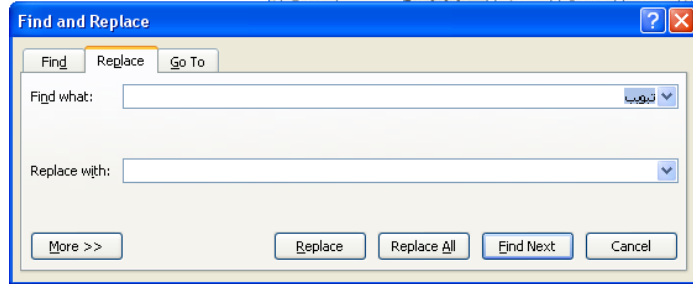 Find and Replace
Find Replace Go To
Find what: تبويب
Replace with:
More >> Replace Replace All Find Next Cancel